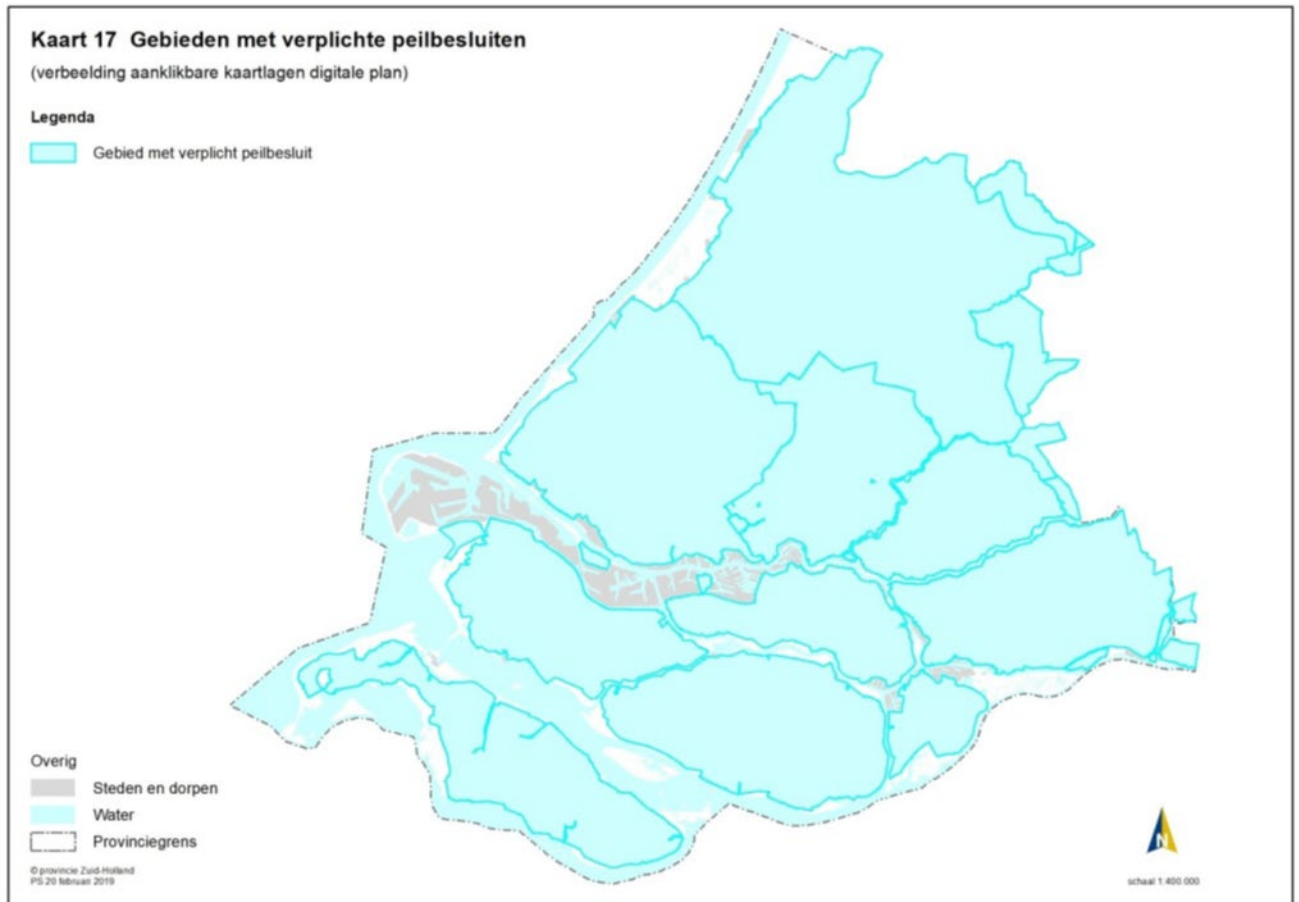 Kaart 17 Gebieden met verplichte peilbesluiten
(verbeelding aanklikbare kaartlagen digitale plan)
Legenda
Gebied met verplicht peilbesluit
Overig
Steden en dorpen
Water
Provinciegrens
© provincie Zuid-Holland
PS 20 februari 2019
N
schaal 1:400.000